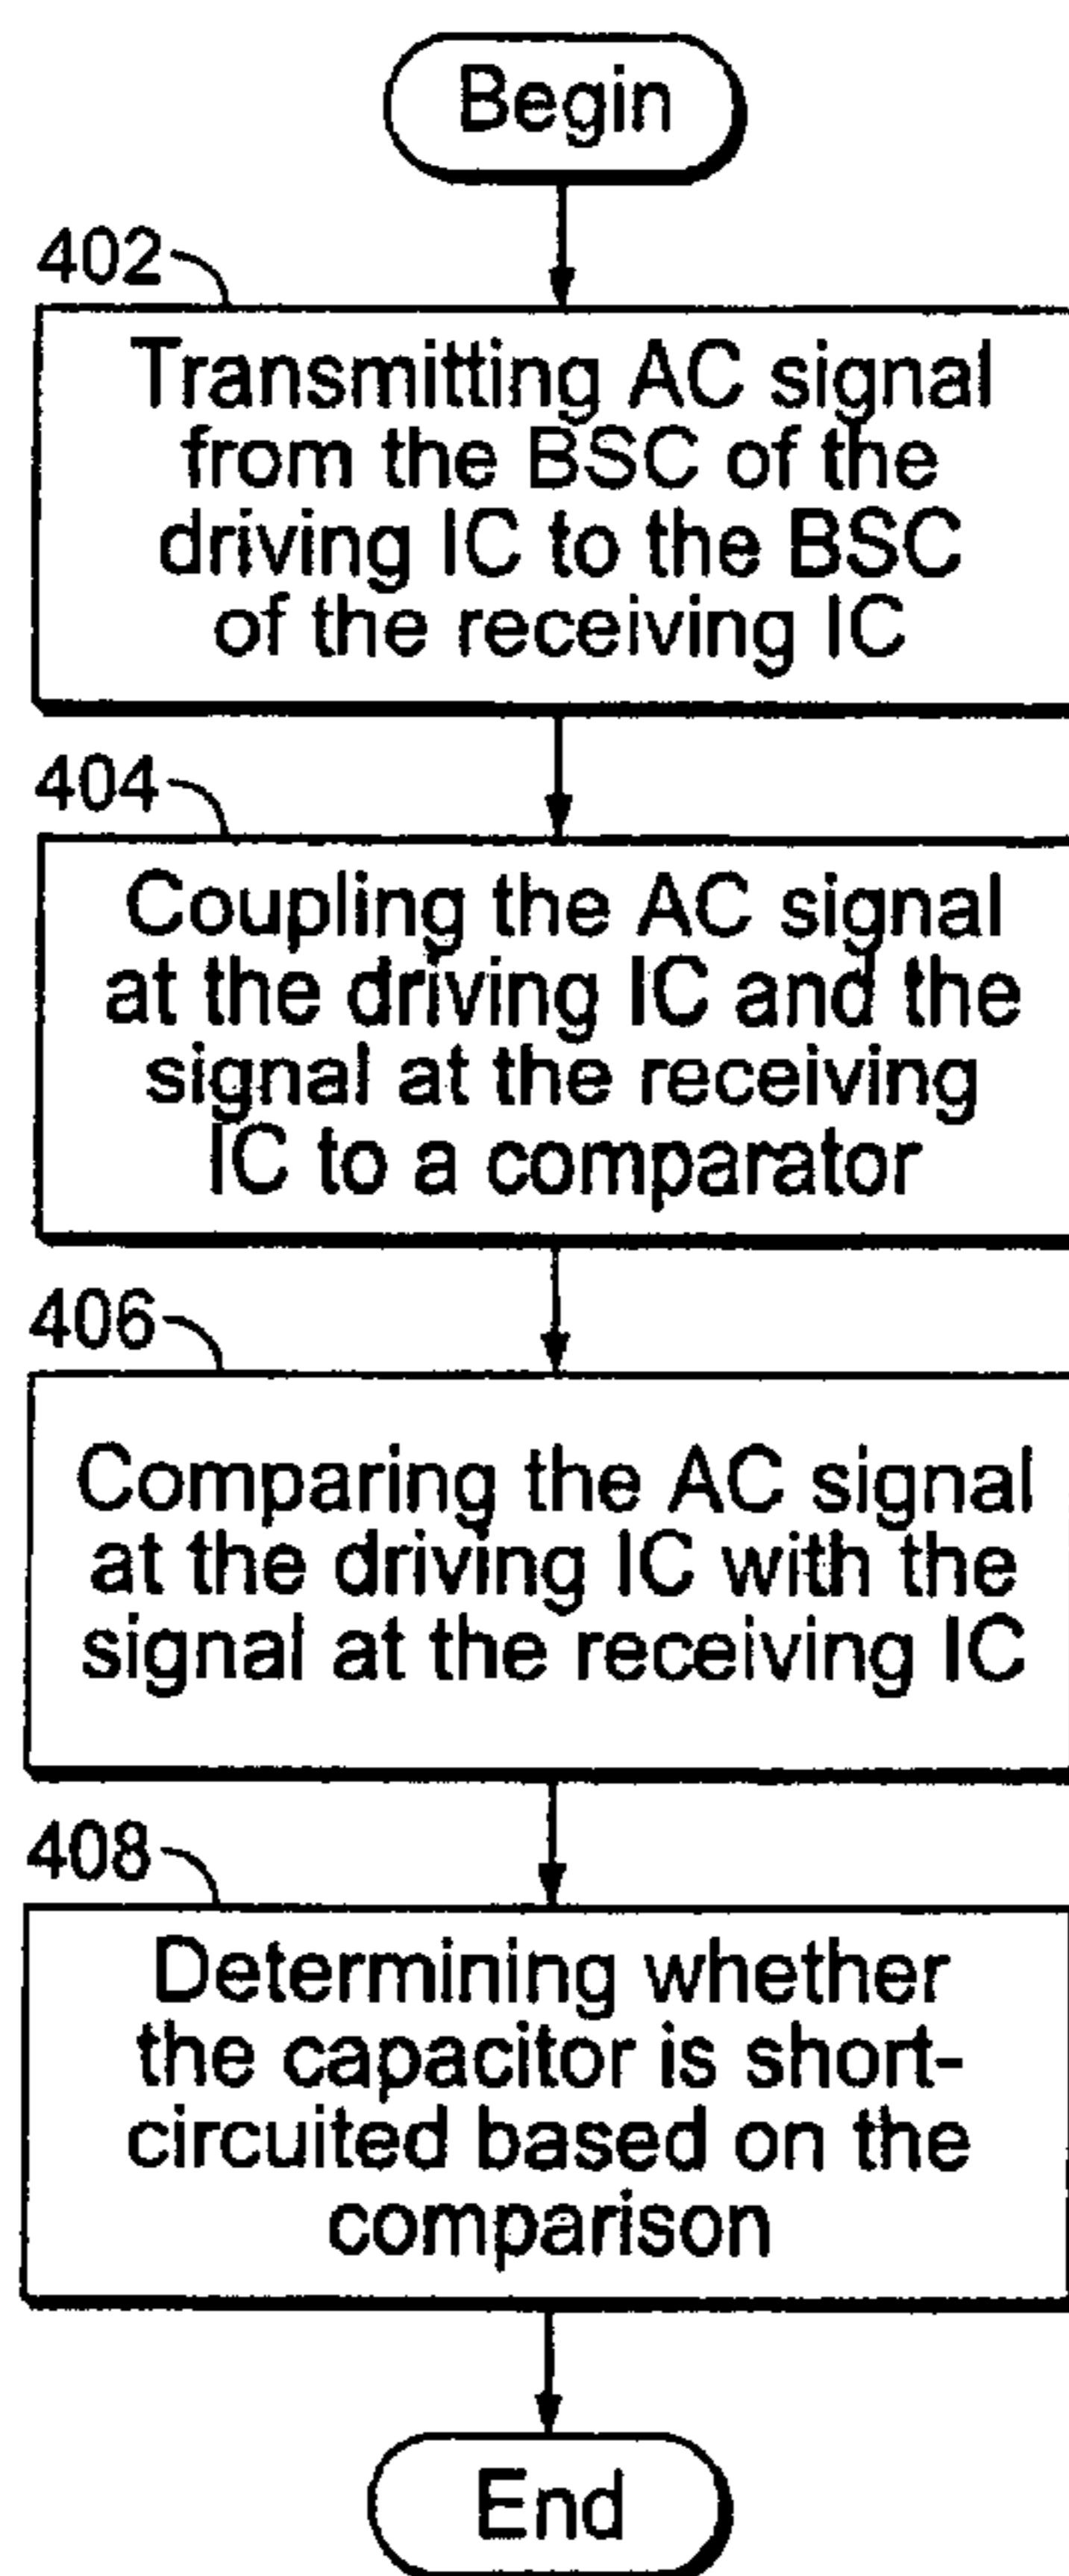 Begin
402
Transmitting AC signal
from the BSC of the
driving IC to the BSC
of the receiving IC
404
Coupling the AC signal
at the driving IC and the
signal at the receiving
IC to a comparator
406
Comparing the AC signal
at the driving IC with the
signal at the receiving IC
408
Determining whether
the capacitor is short-
circuited based on the
comparison
End